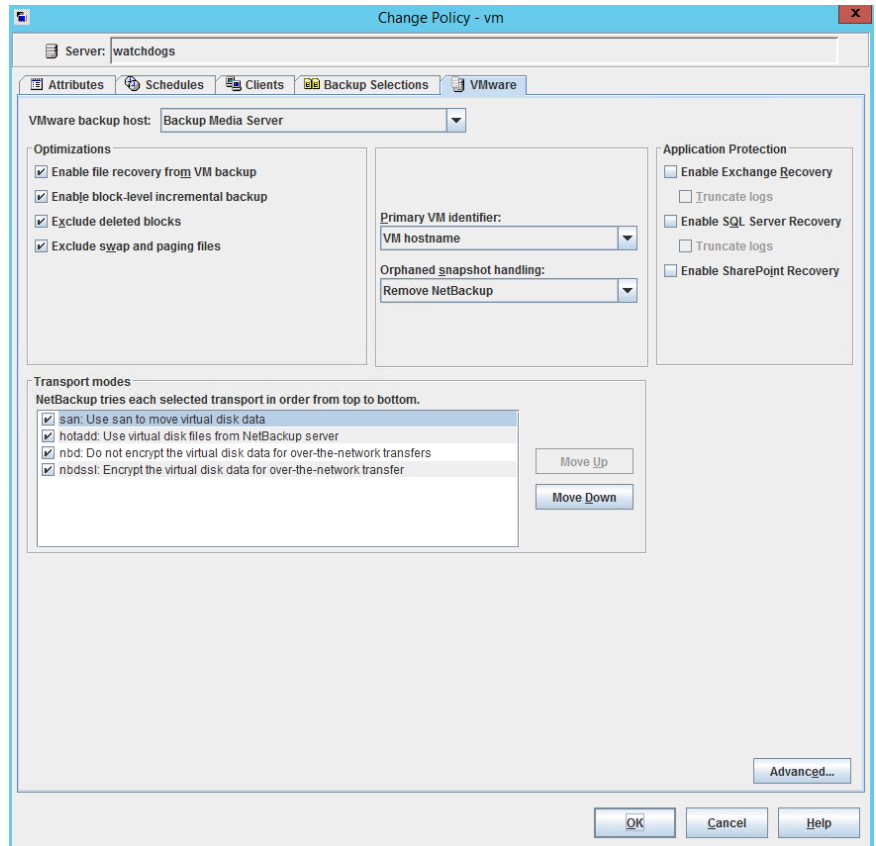 Change Policy - vm
x
Server: watchdogs
Attributes Schedules Clients Backup Selections VMware
VMware backup host: Backup Media Server
Optimizations
Enable file recovery from VM backup
Enable block-level incremental backup
Exclude deleted blocks
Exclude swap and paging files
Primary VM identifier:
VM hostname
Orphaned snapshot handling:
Remove NetBackup
Application Protection
Enable Exchange Recovery
Truncate logs
Enable SQL Server Recovery
Truncate logs
Enable SharePoint Recovery
Transport modes
NetBackup tries each selected transport in order from top to bottom.
san: Use san to move virtual disk data
hotadd: Use virtual disk files from NetBackup server
nbd: Do not encrypt the virtual disk data for over-the-network transfers
nbdssl: Encrypt the virtual disk data for over-the-network transfer
Move Up
Move Down
Advanced...
OK Cancel Help